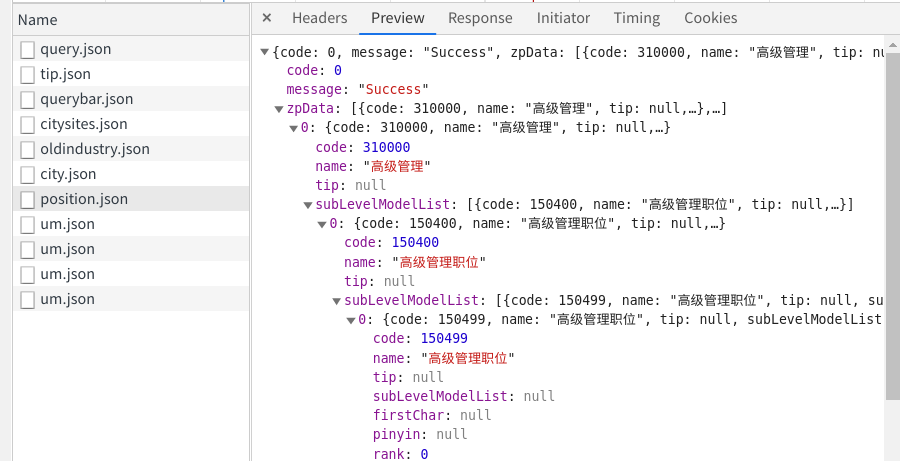 Name
query.json
tip.json
querybar.json
citysites.json
oldindustry.json
city.json
position.json
um.json
um.json
um.json
um.json
× Headers Preview Response Initiator Timing Cookies
{code: 0, message: "Success", zpData: [{code: 310000, name: "高级管理", tip: nu
code: 0
message: "Success"
zpData: [{code: 310000, name: "高级管理", tip: null,…},…]
0: {code: 310000, name: "高级管理", tip: null,…}
code: 310000
name: "高级管理"
tip: null
subLevelModelList: [{code: 150400, name: "高级管理职位", tip: null,…}]
0: {code: 150400, name: "高级管理职位", tip: null,…}
code: 150400
name: "高级管理职位"
tip: null
subLevelModelList: [{code: 150499, name: "高级管理职位", tip: null, su
0: {code: 150499, name: "高级管理职位", tip: null, subLevelModelList
code: 150499
name: "高级管理职位"
tip: null
subLevelModelList: null
firstChar: null
pinyin: null
rank: 0